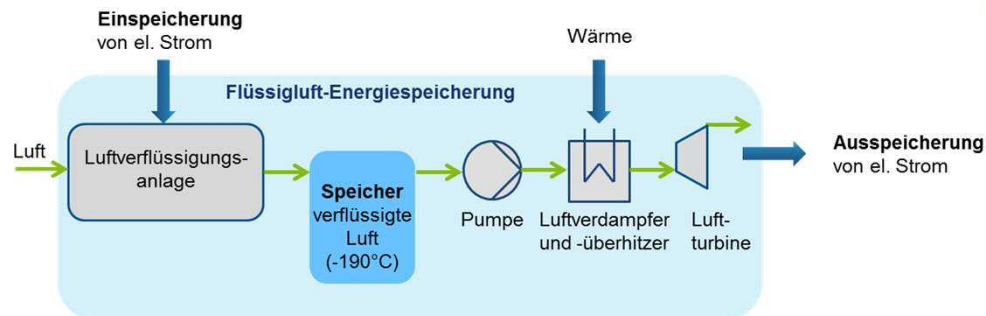 Einspeicherung
von el. Strom
Wärme
Flüssigluft-Energiespeicherung
Luft
Luftverflüssigungs-
anlage
Speicher
verflüssigte
Luft
(-190°C)
Pumpe
Luftverdampfer
und -überhitzer
Luft-
turbine
Ausspeicherung
von el. Strom